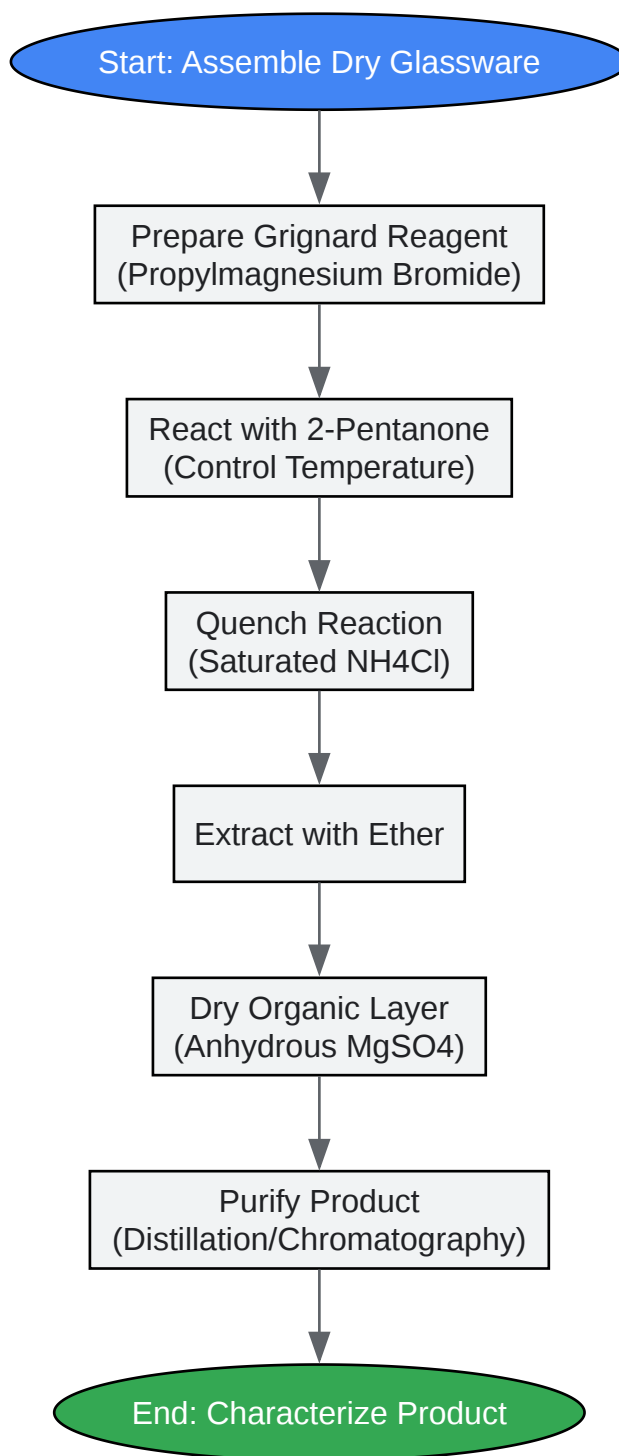 Start: Assemble Dry Glassware
Prepare Grignard Reagent
(Propylmagnesium Bromide)
React with 2-Pentanone
(Control Temperature)
Quench Reaction
(Saturated NH4Cl)
Extract with Ether
Dry Organic Layer
(Anhydrous MgSO4)
Purify Product
(Distillation/Chromatography)
End: Characterize Product